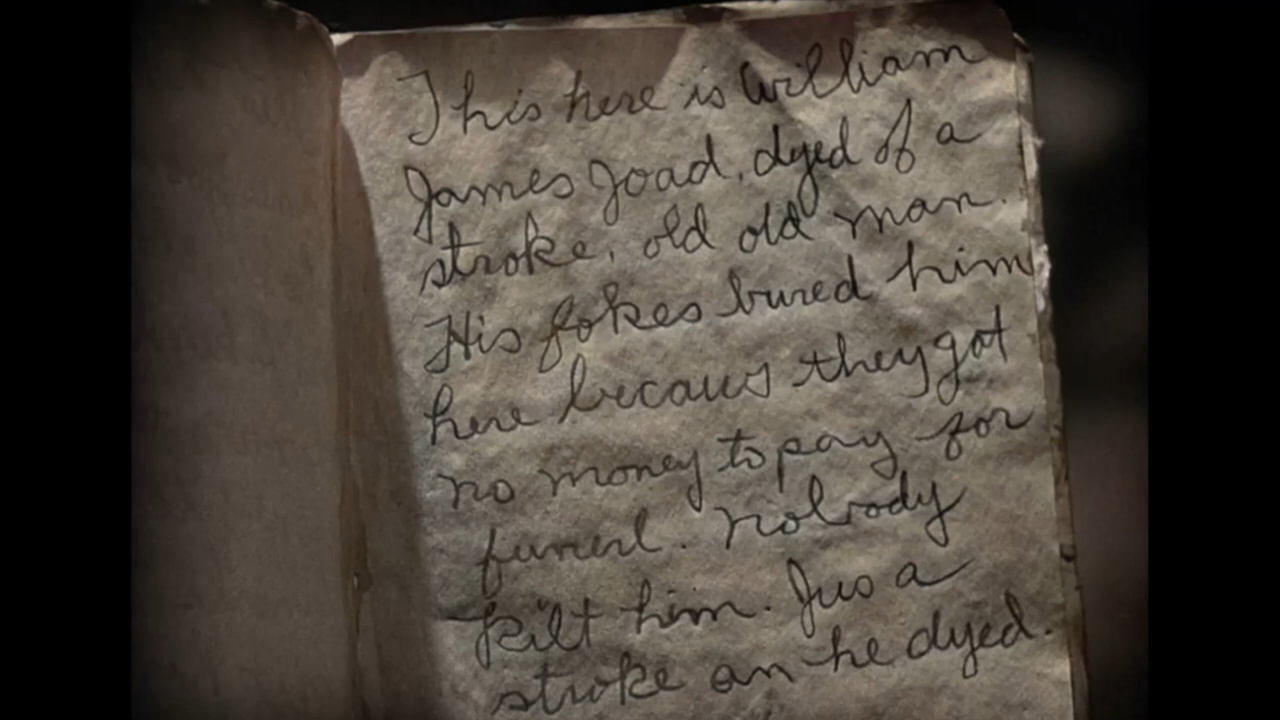 This here is William
James Joad, dyed of a
stroke, old old man.
His fokes bured him
here becaus they got
no money to pay for
funerl. Nobody
kilt him. Jus a
stroke an he dyed.